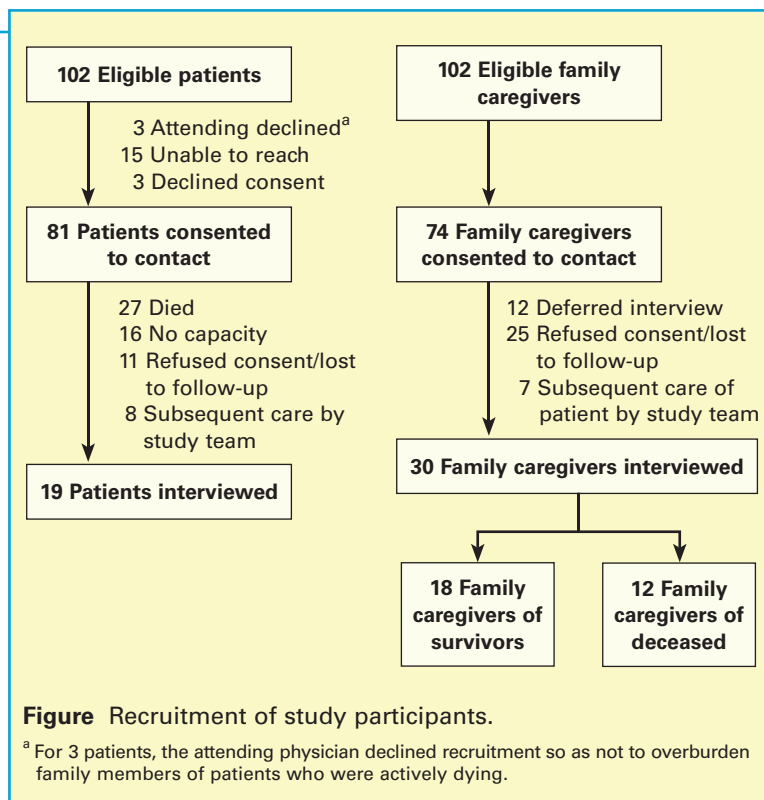 102 Eligible patients
3 Attending declinedᵃ
15 Unable to reach
3 Declined consent
81 Patients consented
to contact
27 Died
16 No capacity
11 Refused consent/lost
to follow-up
8 Subsequent care by
study team
19 Patients interviewed
102 Eligible family
caregivers
74 Family caregivers
consented to contact
12 Deferred interview
25 Refused consent/lost
to follow-up
7 Subsequent care of
patient by study team
30 Family caregivers interviewed
18 Family
caregivers of
survivors
12 Family
caregivers of
deceased
Figure Recruitment of study participants.
ᵃ For 3 patients, the attending physician declined recruitment so as not to overburden
family members of patients who were actively dying.